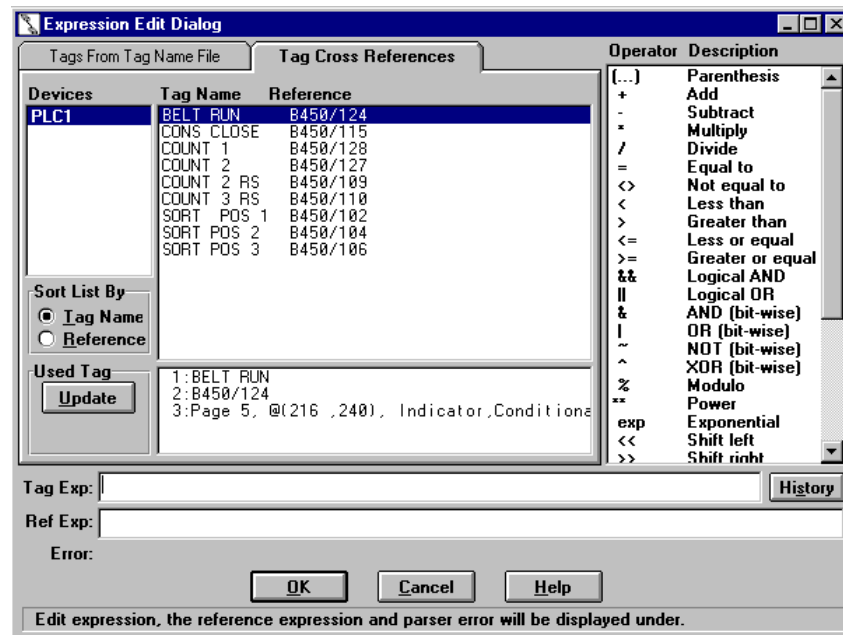 Expression Edit Dialog
Tags From Tag Name File
Tag Cross References
Devices
PLC1
Tag Name Reference
BELT RUN B450/124
CONS CLOSE B450/115
COUNT 1 B450/128
COUNT 2 B450/127
COUNT 2 RS B450/109
COUNT 3 RS B450/110
SORT POS 1 B450/102
SORT POS 2 B450/104
SORT POS 3 B450/106
Sort List By
Tag Name
Reference
Used Tag
Update
1:BELT RUN
2:B450/124
3:Page 5, @(216 ,240), Indicator,Conditiona
Operator Description
(...) Parenthesis
+ Add
- Subtract
* Multiply
/ Divide
= Equal to
<> Not equal to
< Less than
> Greater than
<= Less or equal
>= Greater or equal
&& Logical AND
|| Logical OR
& AND (bit-wise)
| OR (bit-wise)
~ NOT (bit-wise)
^ XOR (bit-wise)
% Modulo
** Power
exp Exponential
<< Shift left
>> Shift right
Tag Exp:
History
Ref Exp:
Error:
OK Cancel Help
Edit expression, the reference expression and parser error will be displayed under.